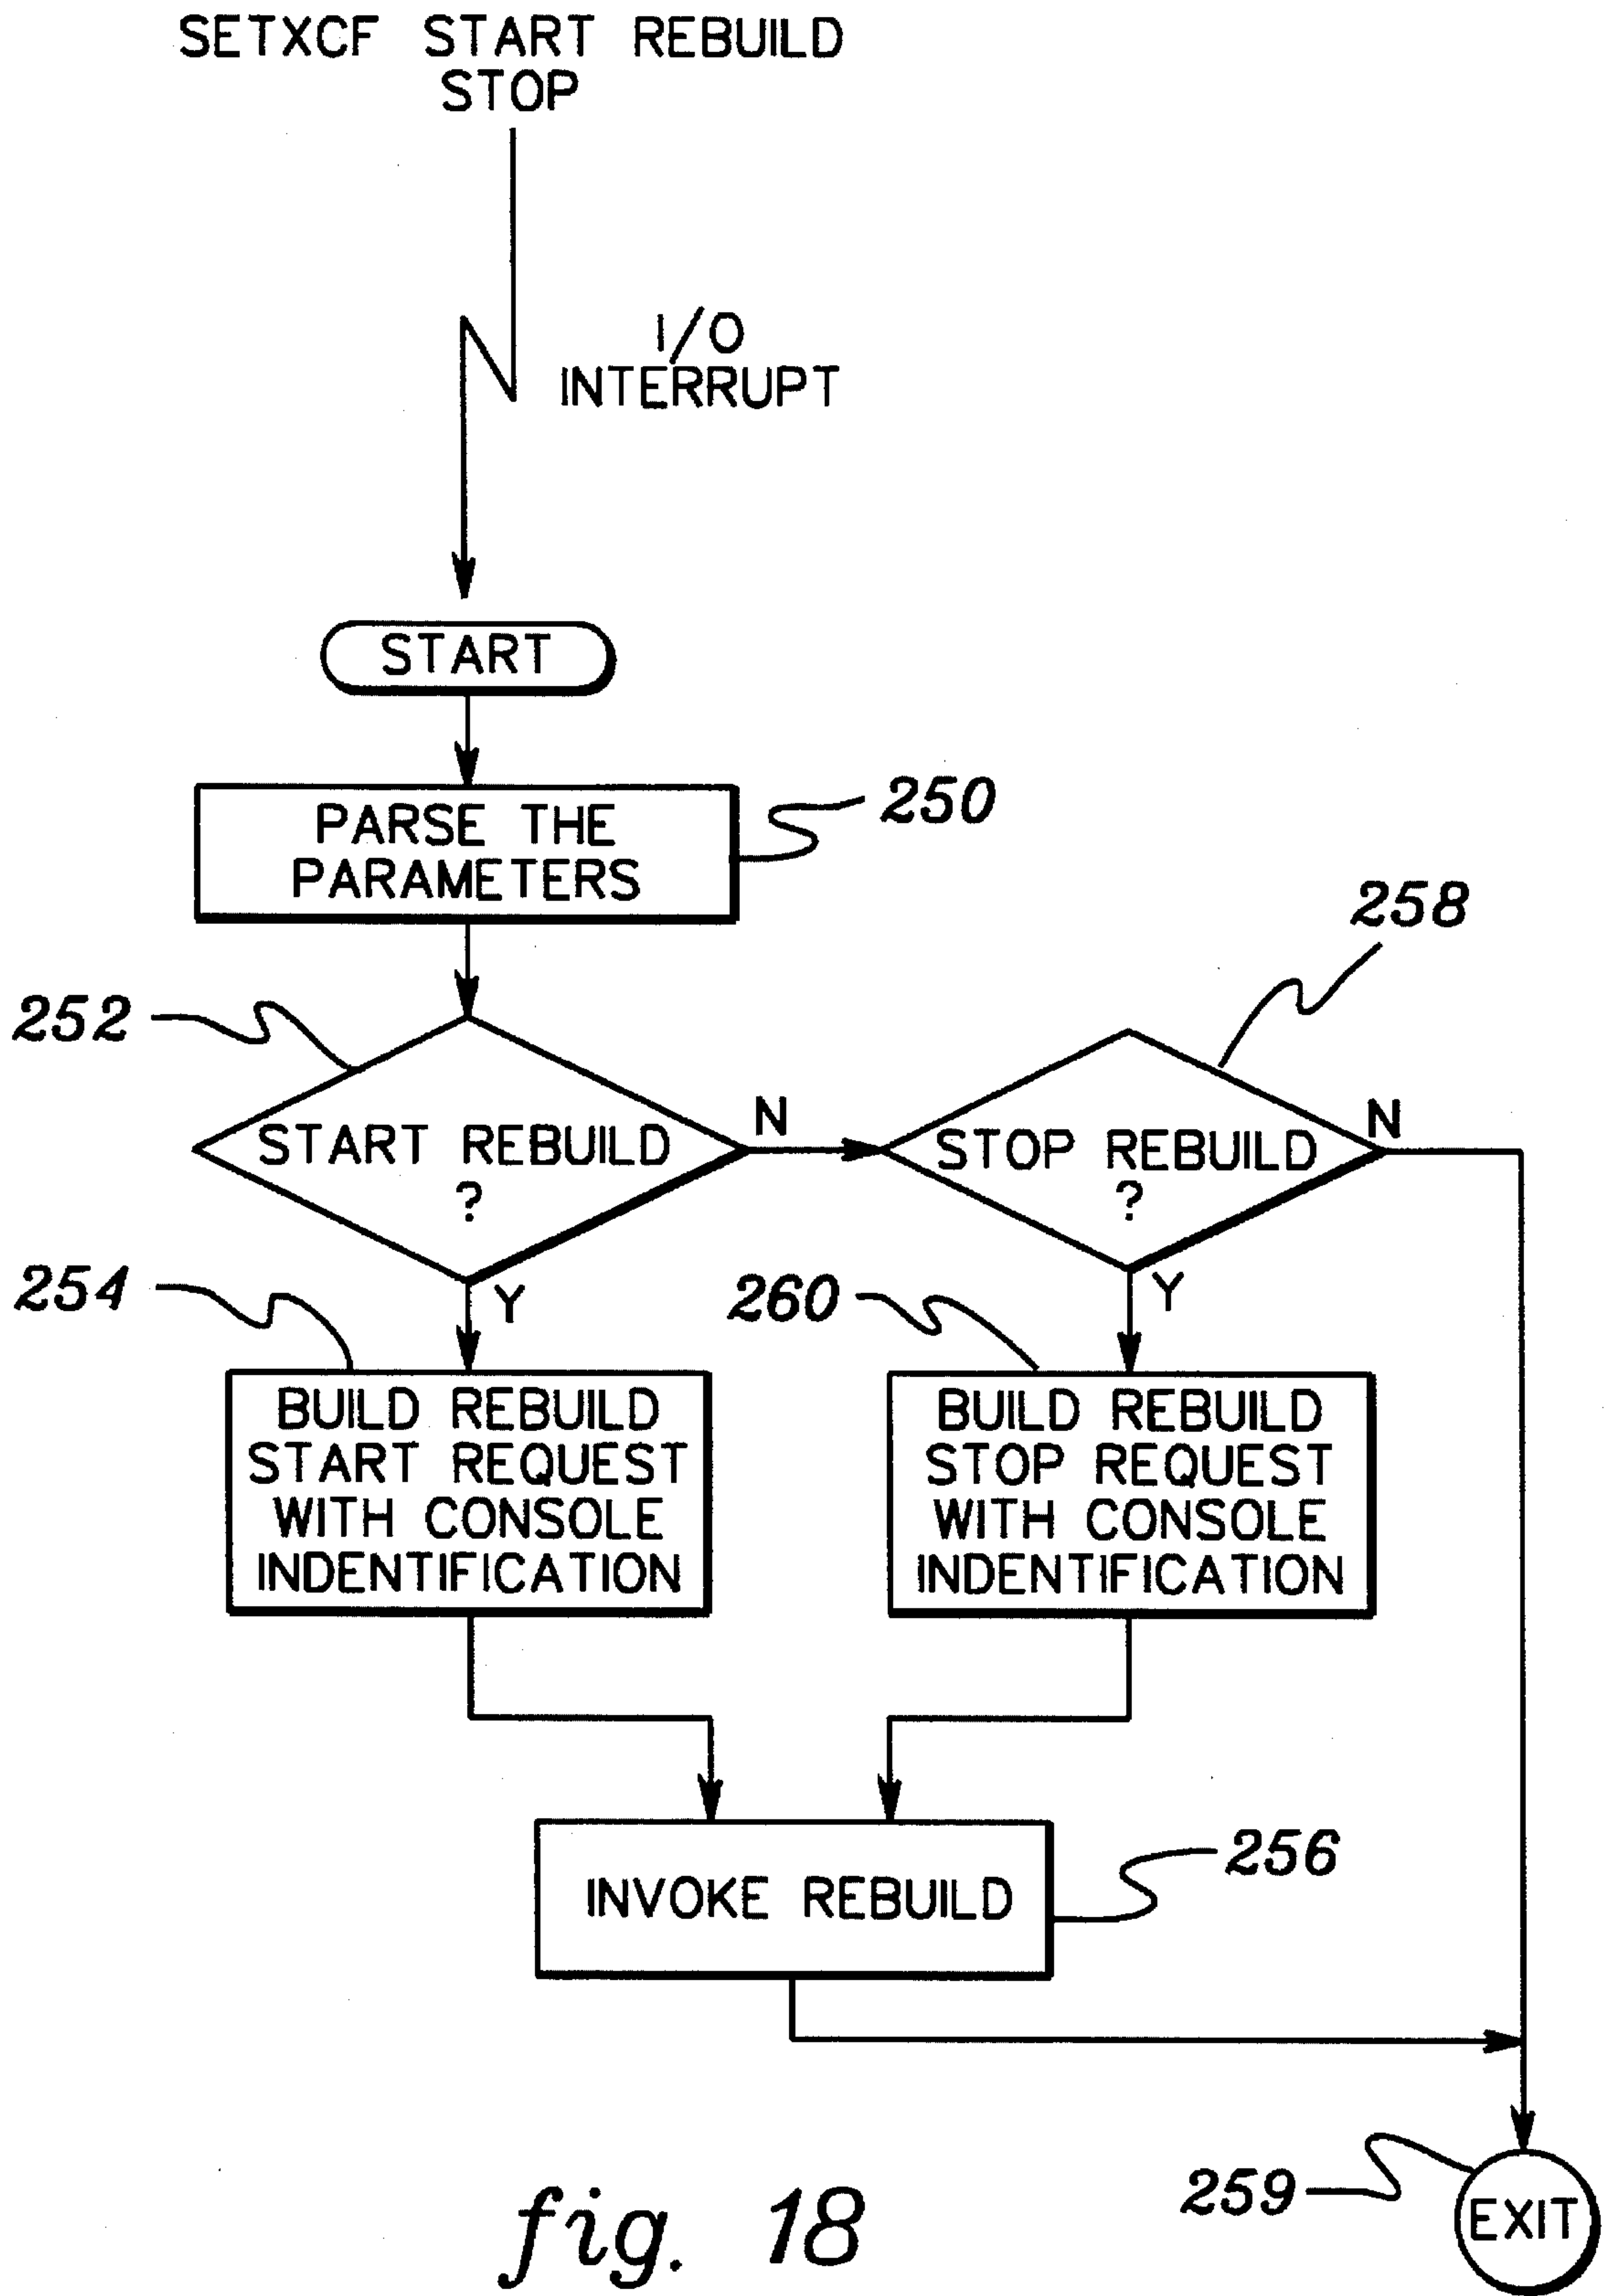 SETXCF START REBUILD
STOP
I/O
INTERRUPT
START
PARSE THE
PARAMETERS
250
252
START REBUILD
?
N
Y
258
STOP REBUILD
?
N
Y
254
BUILD REBUILD
START REQUEST
WITH CONSOLE
INDENTIFICATION
260
BUILD REBUILD
STOP REQUEST
WITH CONSOLE
INDENTIFICATION
INVOKE REBUILD
256
259
EXIT
fig. 18